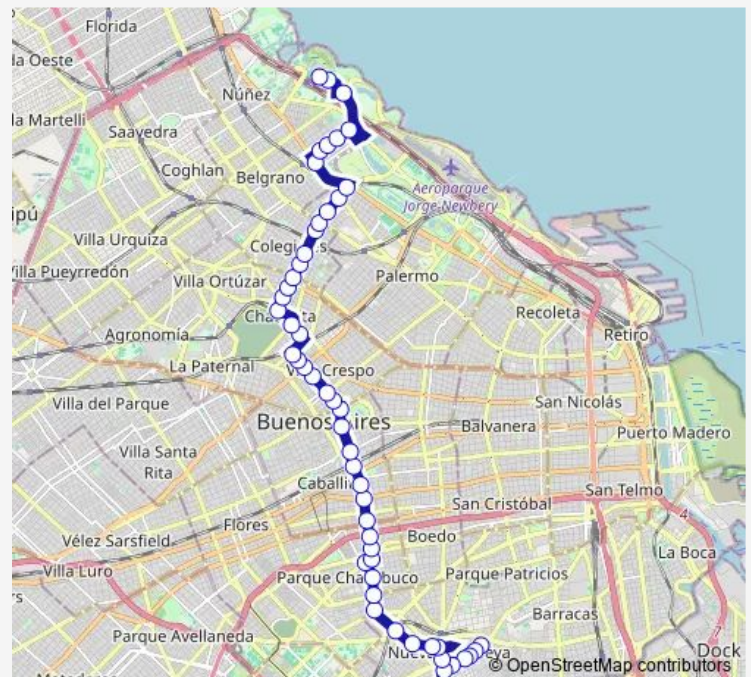 Florida
la Oeste
Núñez
la Martelli
Saavedra
Coghlan
Belgrano
Aeroparque
Jorge Newbery
ipú
Villa Urquiza
Villa Pueyrredón
Palermo
Villa Ortúzar
Recoleta
Agronomía
Retiro
La Paternal
Crespo
Villa del Parque
San Nicolás
Buenos Aires
Balvanera
Puerto Madero
Villa Santa
Rita
San Cristóbal
San Telmo
4
Flores
Boedo
Vélez Sarsfield
La Boca
Villa Luro
Parque Chacabuco
Parque Patricios
rs
Barracas
7
Parque Avellaneda
Dock
© OpenStreetMap contributors